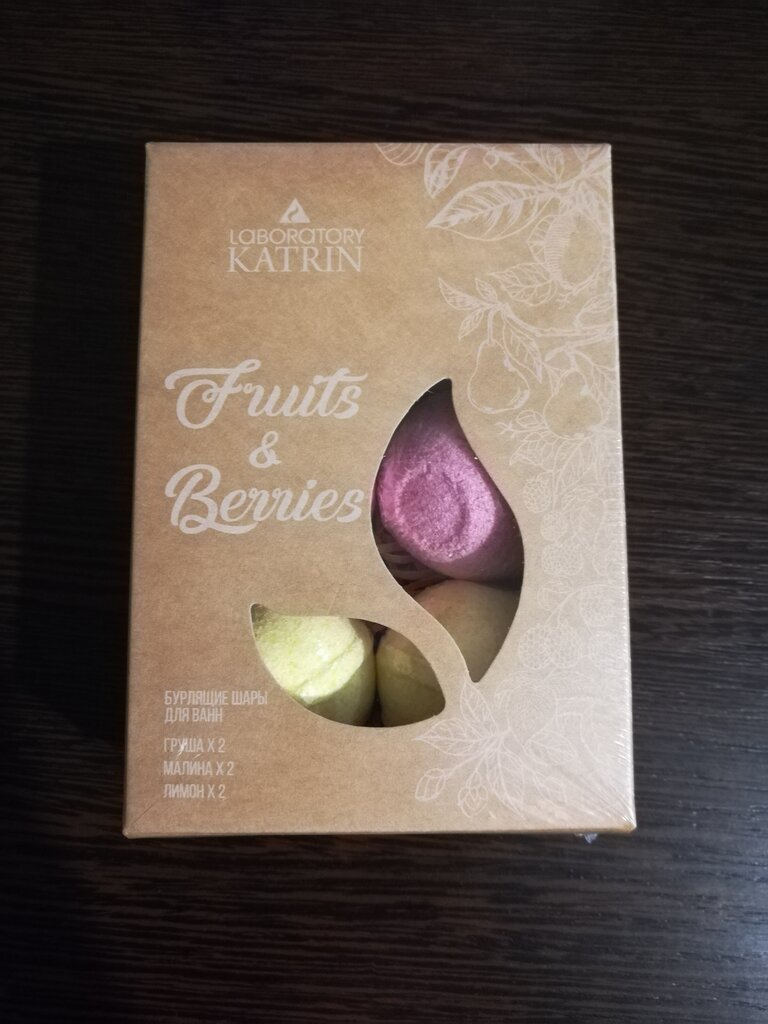 LABORATORY
KATRIN
Fruits
&
Berries
БУРЛЯЩИЕ ШАРЫ
ДЛЯ ВАНН
ГРУША X 2
МАЛИНА X 2
ЛИМОН X 2